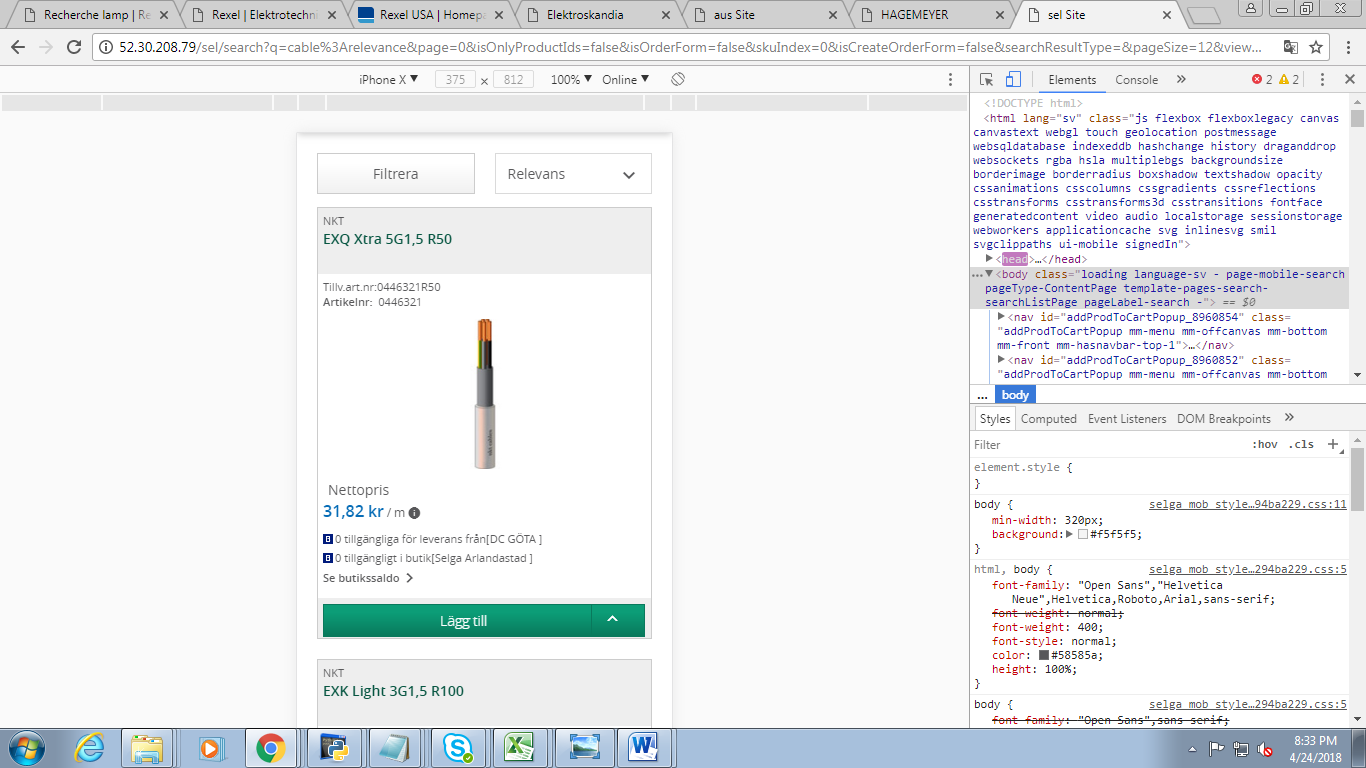 Recherche lamp | Re
Rexel | Elektrotechni
Rexel USA | Homepa
Elektroskandia
aus Site
HAGEMEYER
sel Site
52.30.208.79/sel/search?q=cable%3Arelevance&page=0&isOnlyProductIds=false&isOrderForm=false&skuIndex=0&isCreateOrderForm=false&searchResultType=&pageSize=12&view...
iPhone X ▼ 375 × 812 100% ▼ Online ▼
Filtrera
Relevans
NKT
EXQ Xtra 5G1,5 R50
Tillv.art.nr:0446321R50
Artikelnr: 0446321
Nettopris
31,82 kr / m
0 tillgängliga för leverans från[DC GÖTA ]
0 tillgängligt i butik[Selga Arlandastad ]
Se butikssaldo
Lägg till
NKT
EXK Light 3G1,5 R100
Elements Console » 2 2
<!DOCTYPE html>
<html lang="sv" class="js flexbox flexboxlegacy canvas
canvastext webgl touch geolocation postmessage
websqldatabase indexeddb hashchange history draganddrop
websockets rgba hsla multiplebgs backgroundsize
borderimage borderradius boxshadow textshadow opacity
cssanimations csscolumns cssgradients cssreflections
csstransforms csstransforms3d csstransitions fontface
generatedcontent video audio localstorage sessionstorage
webworkers applicationcache svg inlinesvg smil
svgclippaths ui-mobile signedIn">
<head>…</head>
<body class="loading language-sv - page-mobile-search
pageType-ContentPage template-pages-search-
searchListPage pageLabel-search -"> == $0
<nav id="addProdToCartPopup_8960854" class=
"addProdToCartPopup mm-menu mm-offcanvas mm-bottom
mm-front mm-hasnavbar-top-1">…</nav>
<nav id="addProdToCartPopup_8960852" class=
"addProdToCartPopup mm-menu mm-offcanvas mm-bottom
... body
Styles Computed Event Listeners DOM Breakpoints »
Filter :hov .cls +
element.style {
}
body { selga_mob_style…94ba229.css:11
min-width: 320px;
background: #f5f5f5;
}
html, body { selga_mob_style…294ba229.css:5
font-family: "Open Sans","Helvetica
Neue",Helvetica,Roboto,Arial,sans-serif;
font-weight: normal;
font-weight: 400;
font-style: normal;
color: #58585a;
height: 100%;
}
body { selga_mob_style…294ba229.css:5
font-family: "Open Sans",sans-serif;
8:33 PM
4/24/2018